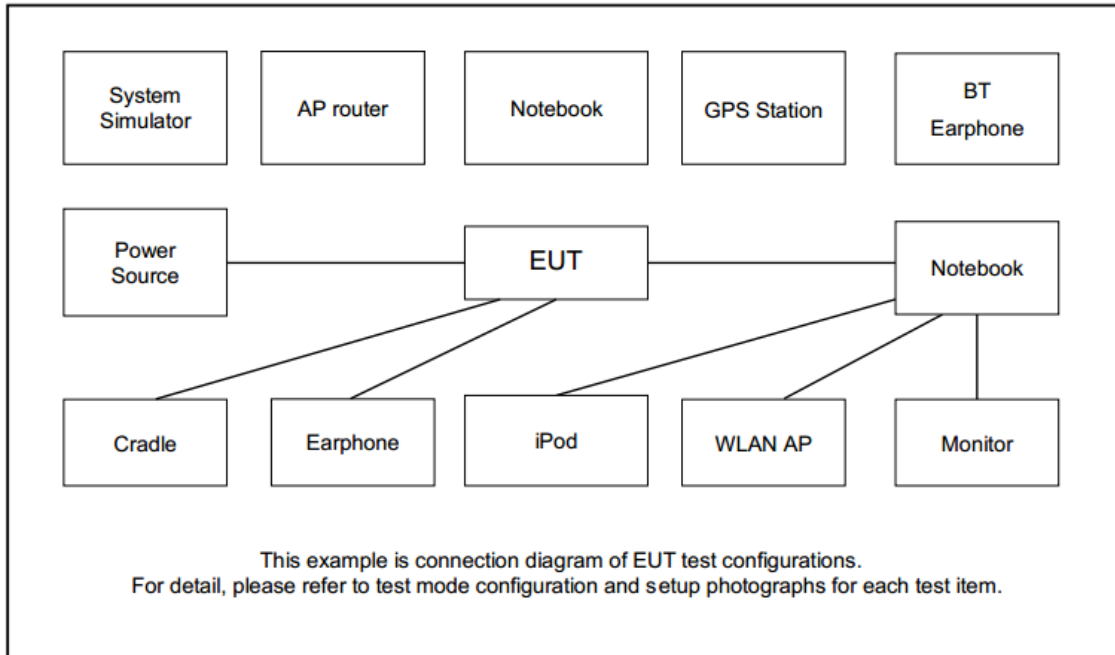 System
Simulator
AP router
Notebook
GPS Station
BT
Earphone
Power
Source
EUT
Notebook
Cradle
Earphone
iPod
WLAN AP
Monitor
This example is connection diagram of EUT test configurations.
For detail, please refer to test mode configuration and setup photographs for each test item.